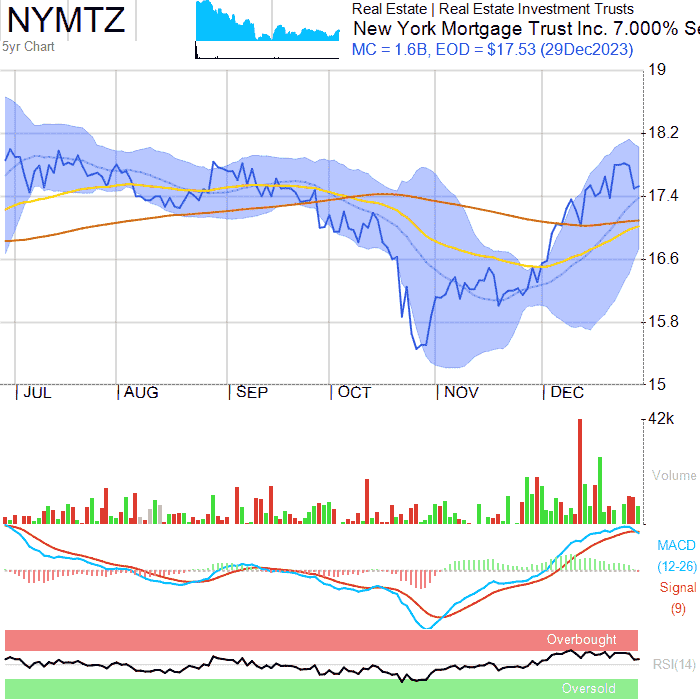 NYMTZ
5yr Chart
Real Estate | Real Estate Investment Trusts
New York Mortgage Trust Inc. 7.000% Se
MC = 1.6B, EOD = $17.53 (29Dec2023)
19
18.2
17.4
16.6
15.8
15
JUL AUG SEP OCT NOV DEC
42k
Volume
MACD
(12-26)
Signal
(9)
Overbought
RSI(14)
Oversold